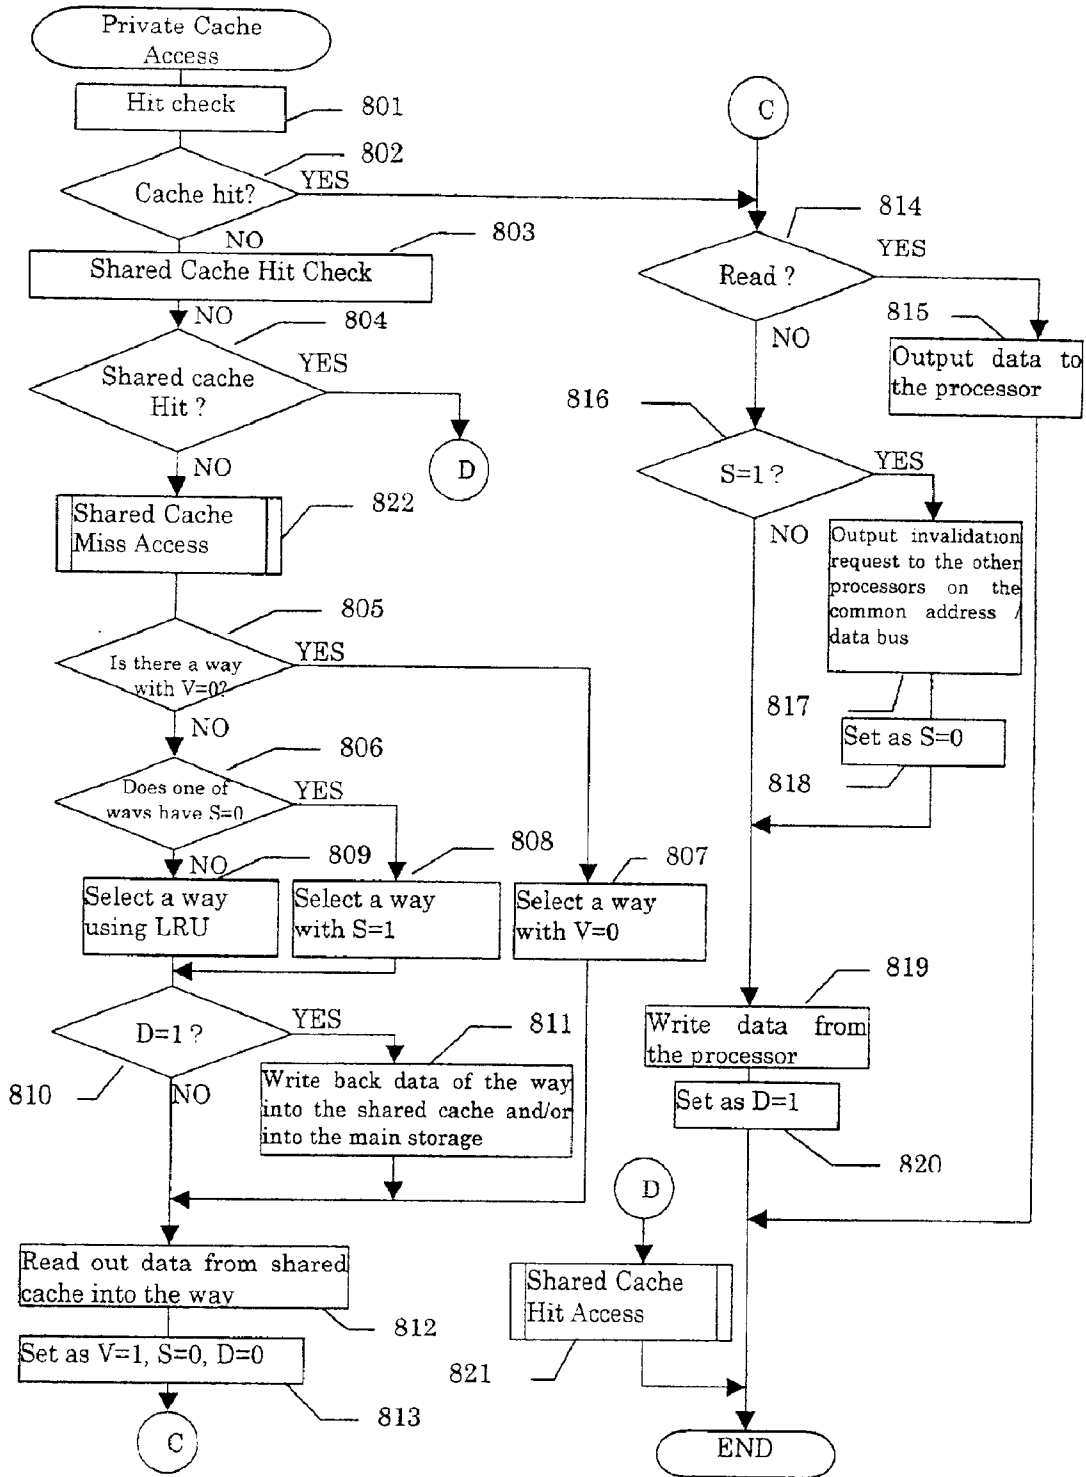 Private Cache
Access
Hit check
801
802
Cache hit?
YES
NO
803
Shared Cache Hit Check
NO
804
Shared cache
Hit ?
YES
D
NO
Shared Cache
Miss Access
822
805
Is there a way
with V=0?
YES
NO
806
Does one of
ways have S=0
YES
NO
809
808
807
Select a way
using LRU
Select a way
with S=1
Select a way
with V=0
D=1 ?
YES
810
NO
811
Write back data of the way
into the shared cache and/or
into the main storage
Read out data from shared
cache into the way
812
Set as V=1, S=0, D=0
813
C
C
814
Read ?
YES
NO
815
Output data to
the processor
816
S=1 ?
YES
NO
Output invalidation
request to the other
processors on the
common address /
data bus
817
Set as S=0
818
819
Write data from
the processor
Set as D=1
820
D
Shared Cache
Hit Access
821
END